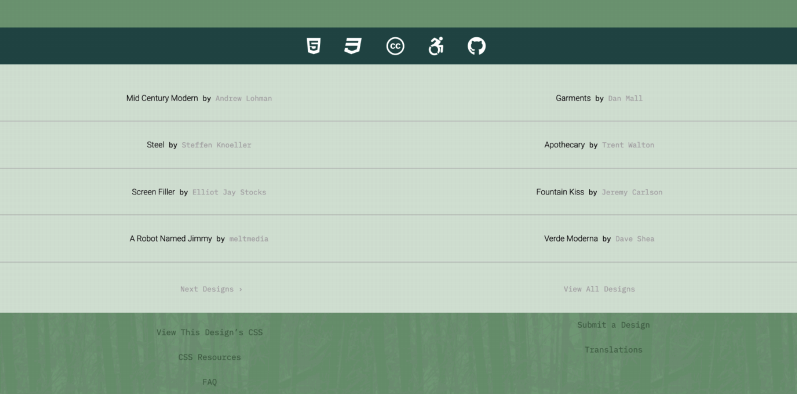 Mid Century Modern by Andrew Lohman
Garments by Dan Mall
Steel by Steffen Knoeller
Apothecary by Trent Walton
Screen Filler by Elliot Jay Stocks
Fountain Kiss by Jeremy Carlson
A Robot Named Jimmy by meltmedia
Verde Moderna by Dave Shea
Next Designs ›
View All Designs
View This Design's CSS
CSS Resources
FAQ
Submit a Design
Translations